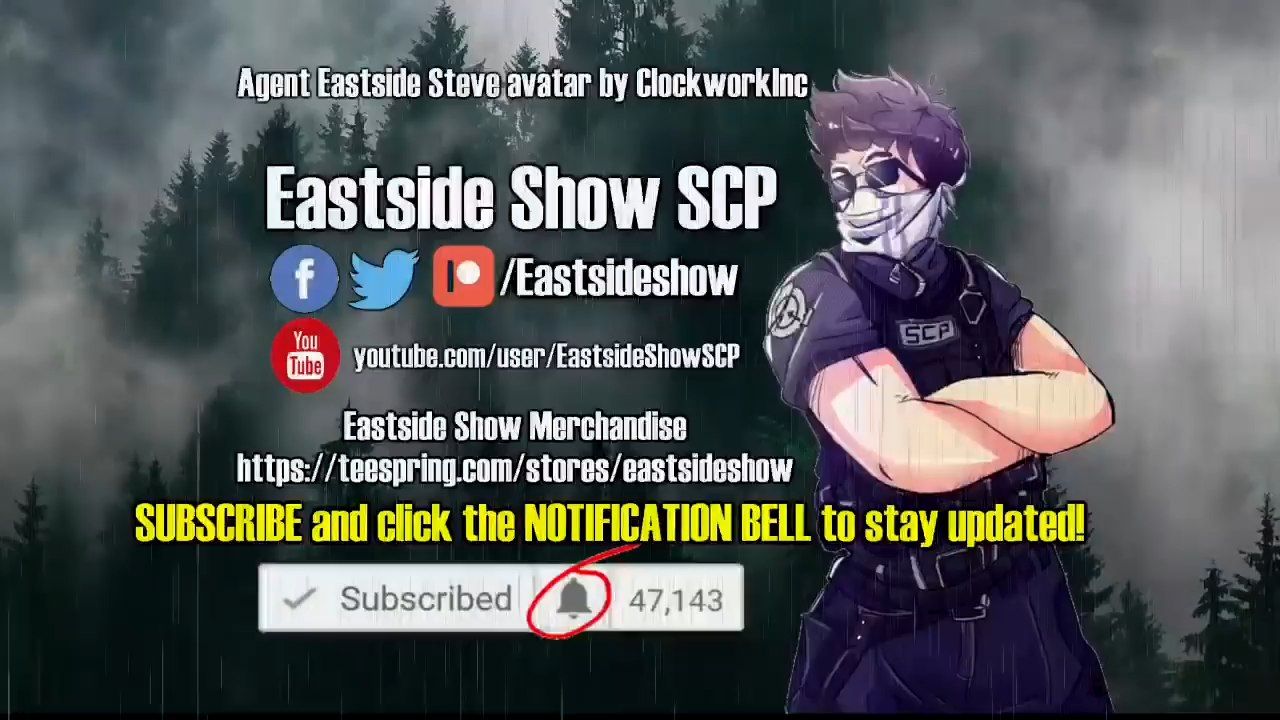 Agent Eastside Steve avatar by ClockworkInc
Eastside Show SCP
f /Eastsideshow
You
Tube
youtube.com/user/EastsideShowSCP
Eastside Show Merchandise
https://teespring.com/stores/eastsideshow
SUBSCRIBE and click the NOTIFICATION BELL to stay updated!
Subscribed 47,143
SCP